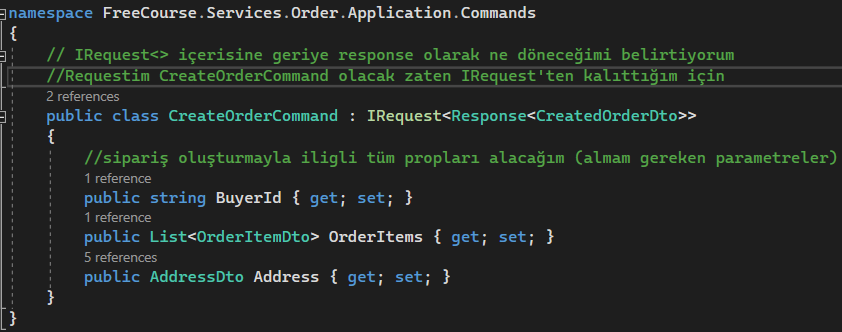 namespace FreeCourse.Services.Order.Application.Commands
{
// IRequest<> içerisine geriye response olarak ne döneceğimi belirtiyorum
//Requestim CreateOrderCommand olacak zaten IRequest'ten kalıttığım için
2 references
public class CreateOrderCommand : IRequest<Response<CreatedOrderDto>>
{
//sipariş oluşturmayla iligli tüm propları alacağım (almam gereken parametreler)
1 reference
public string BuyerId { get; set; }
1 reference
public List<OrderItemDto> OrderItems { get; set; }
5 references
public AddressDto Address { get; set; }
}
}